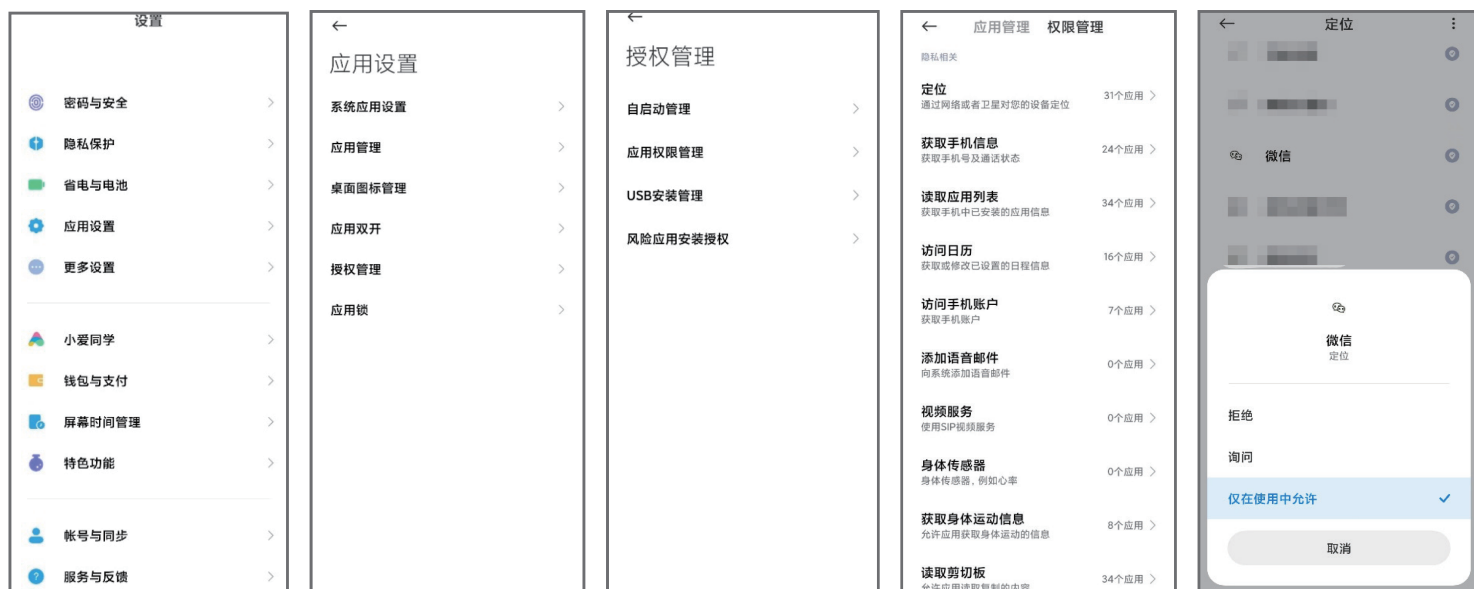 设置
密码与安全
隐私保护
省电与电池
应用设置
更多设置
小爱同学
钱包与支付
屏幕时间管理
特色功能
帐号与同步
服务与反馈
应用设置
系统应用设置
应用管理
桌面图标管理
应用双开
授权管理
应用锁
授权管理
自启动管理
应用权限管理
USB安装管理
风险应用安装授权
应用管理 权限管理
隐私相关
定位
通过网络或者卫星对您的设备定位
31个应用
获取手机信息
获取手机号及通话状态
24个应用
读取应用列表
获取手机中已安装的应用信息
34个应用
访问日历
获取或修改已设置的日程信息
16个应用
访问手机账户
获取手机账户
7个应用
添加语音邮件
向系统添加语音邮件
0个应用
视频服务
使用SIP视频服务
0个应用
身体传感器
身体传感器，例如心率
0个应用
获取身体运动信息
允许应用获取身体运动的信息
8个应用
读取剪切板
允许应用读取复制的内容
34个应用
定位
微信
微信
定位
拒绝
询问
仅在使用中允许
取消